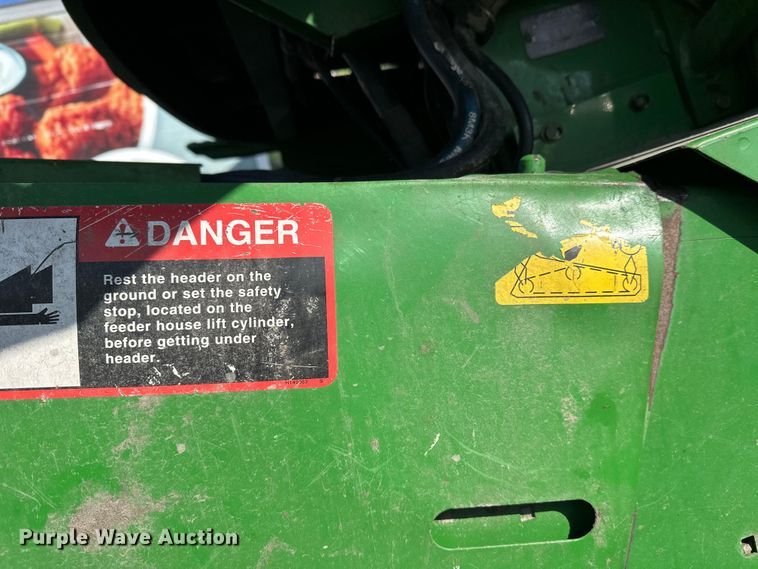 DANGER
Rest the header on the
ground or set the safety
stop, located on the
feeder house lift cylinder,
before getting under
header.
Purple Wave Auction